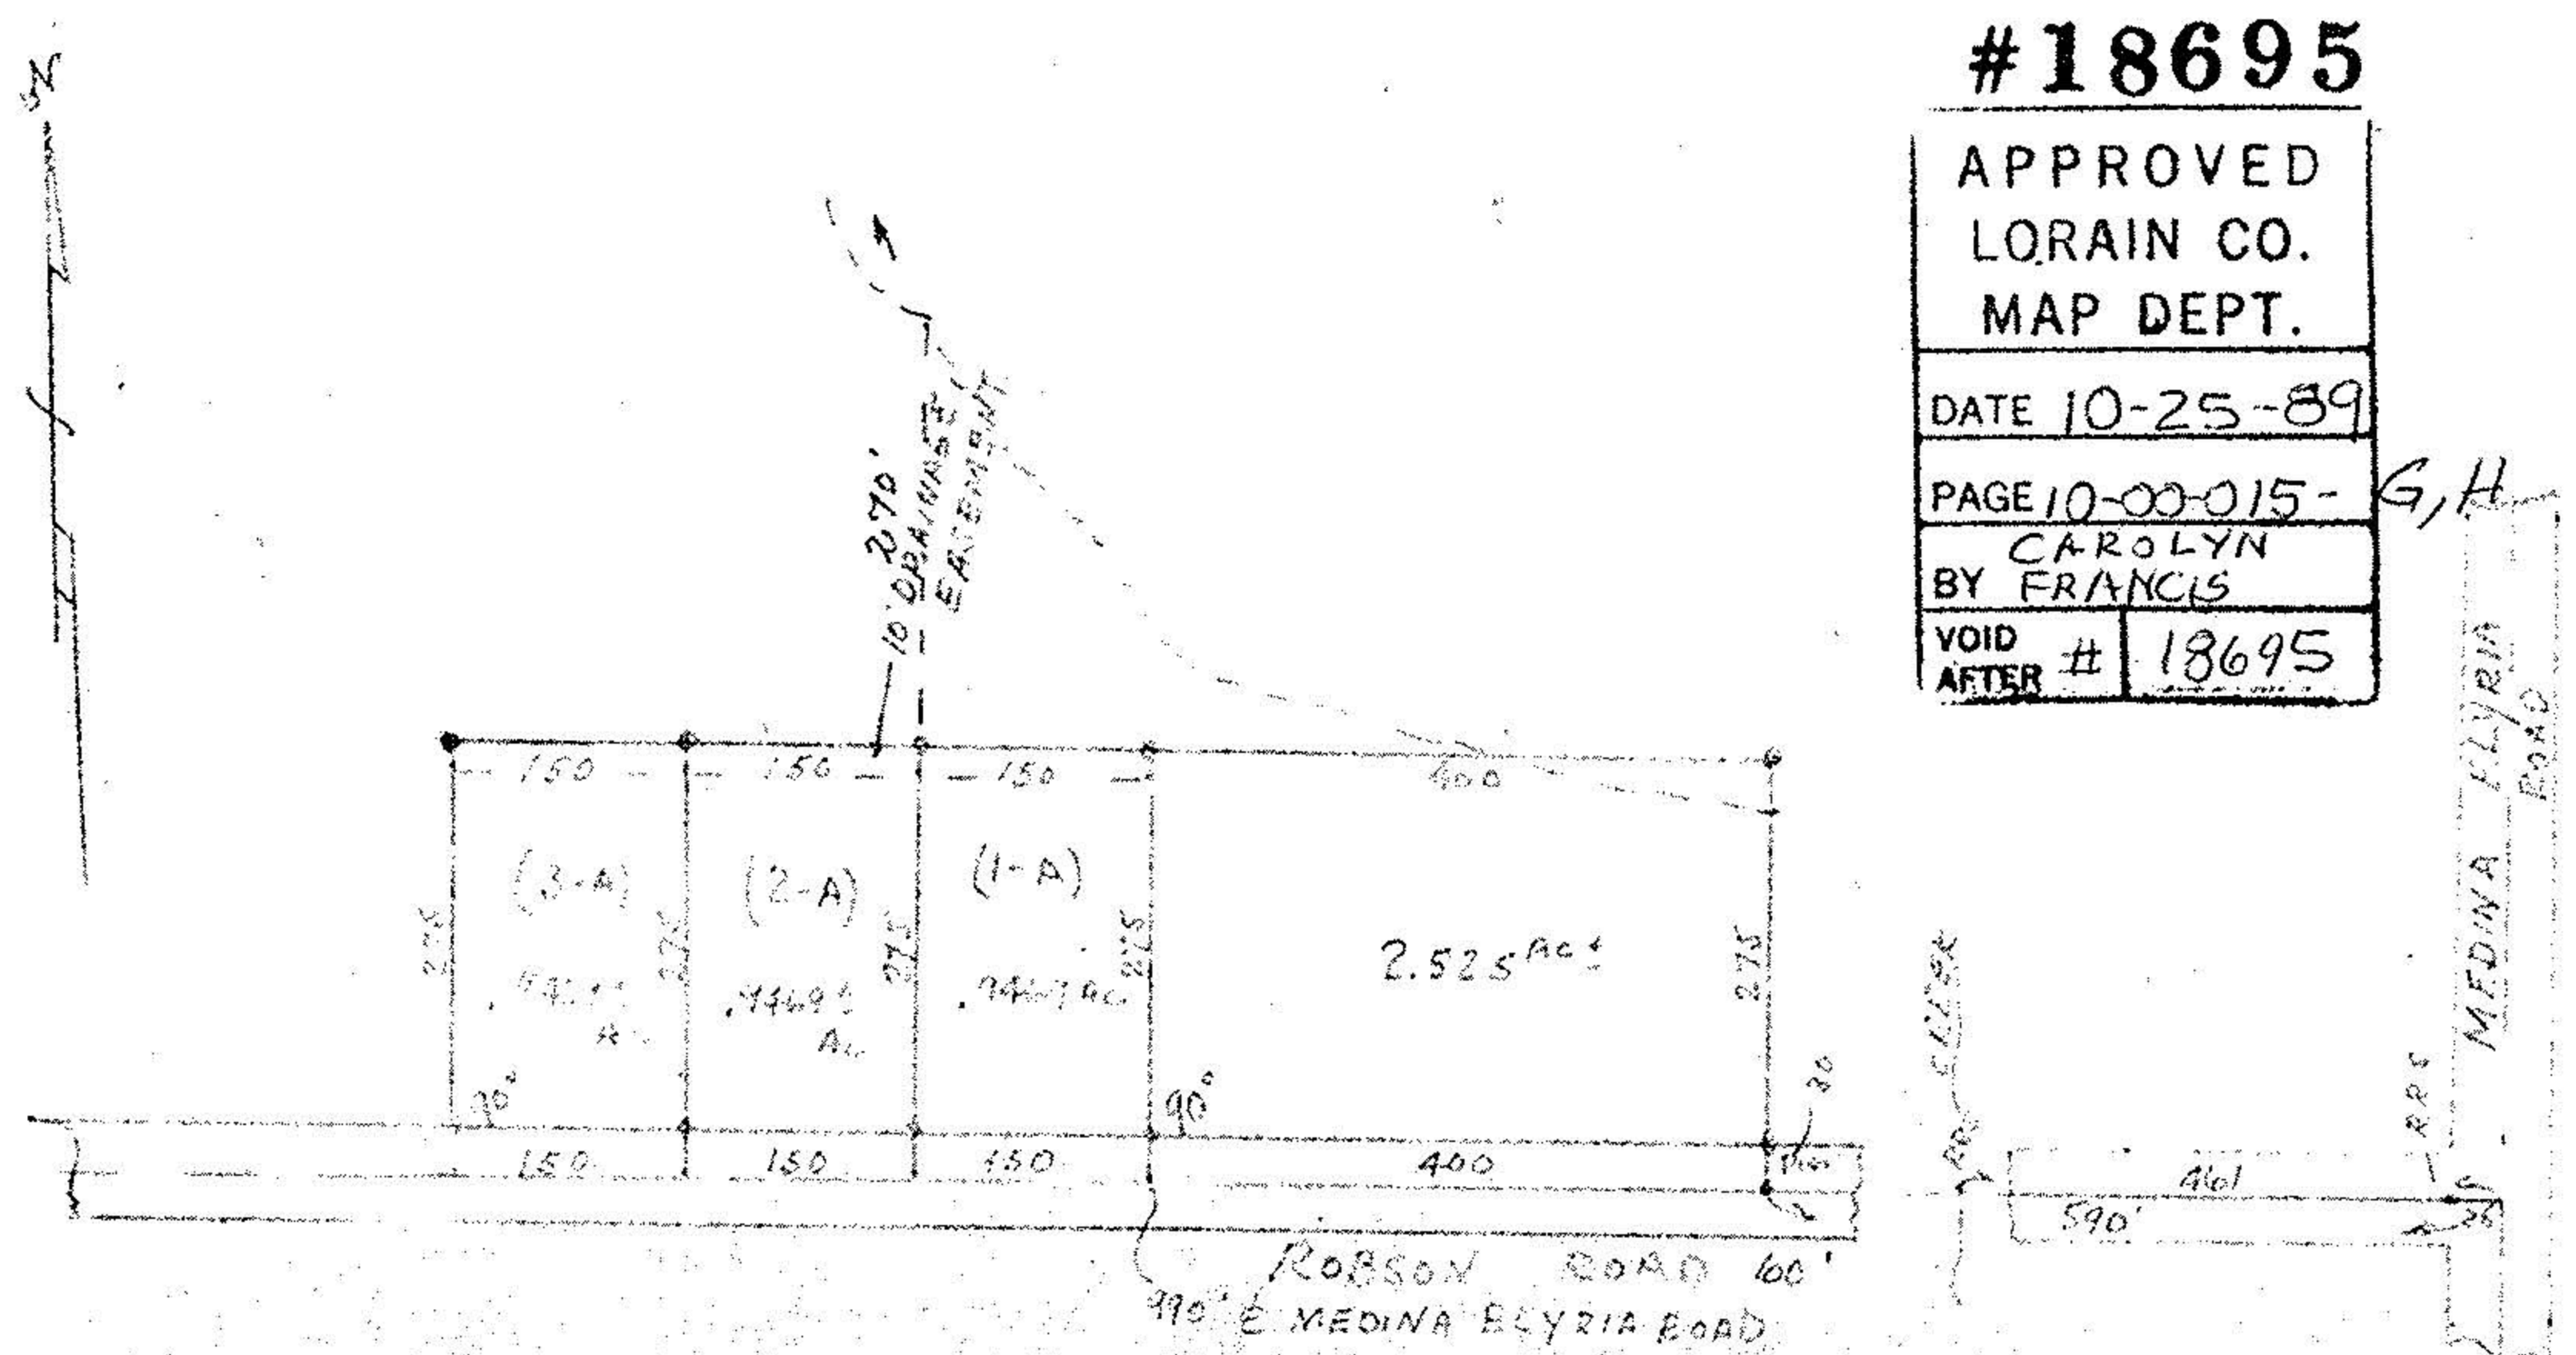 N
#18695
APPROVED
LORAIN CO.
MAP DEPT.
DATE 10-25-89
PAGE 10-00-015- G, H
BY CAROLYN
FRANCIS
VOID
AFTER # 18695
270'
10' DRAINAGE
EASEMENT
150 150 150 400
(3-A) (2-A) (1-A)
275 275 275 275 275
2.525 AC ±
.9469 ±
Ac
.9469 AC
90° 90°
30
MEDINA ELYRIA
ROAD
150 150 150 400
461
590'
ROBSON ROAD 60'
990' ¢ MEDINA ELYRIA ROAD